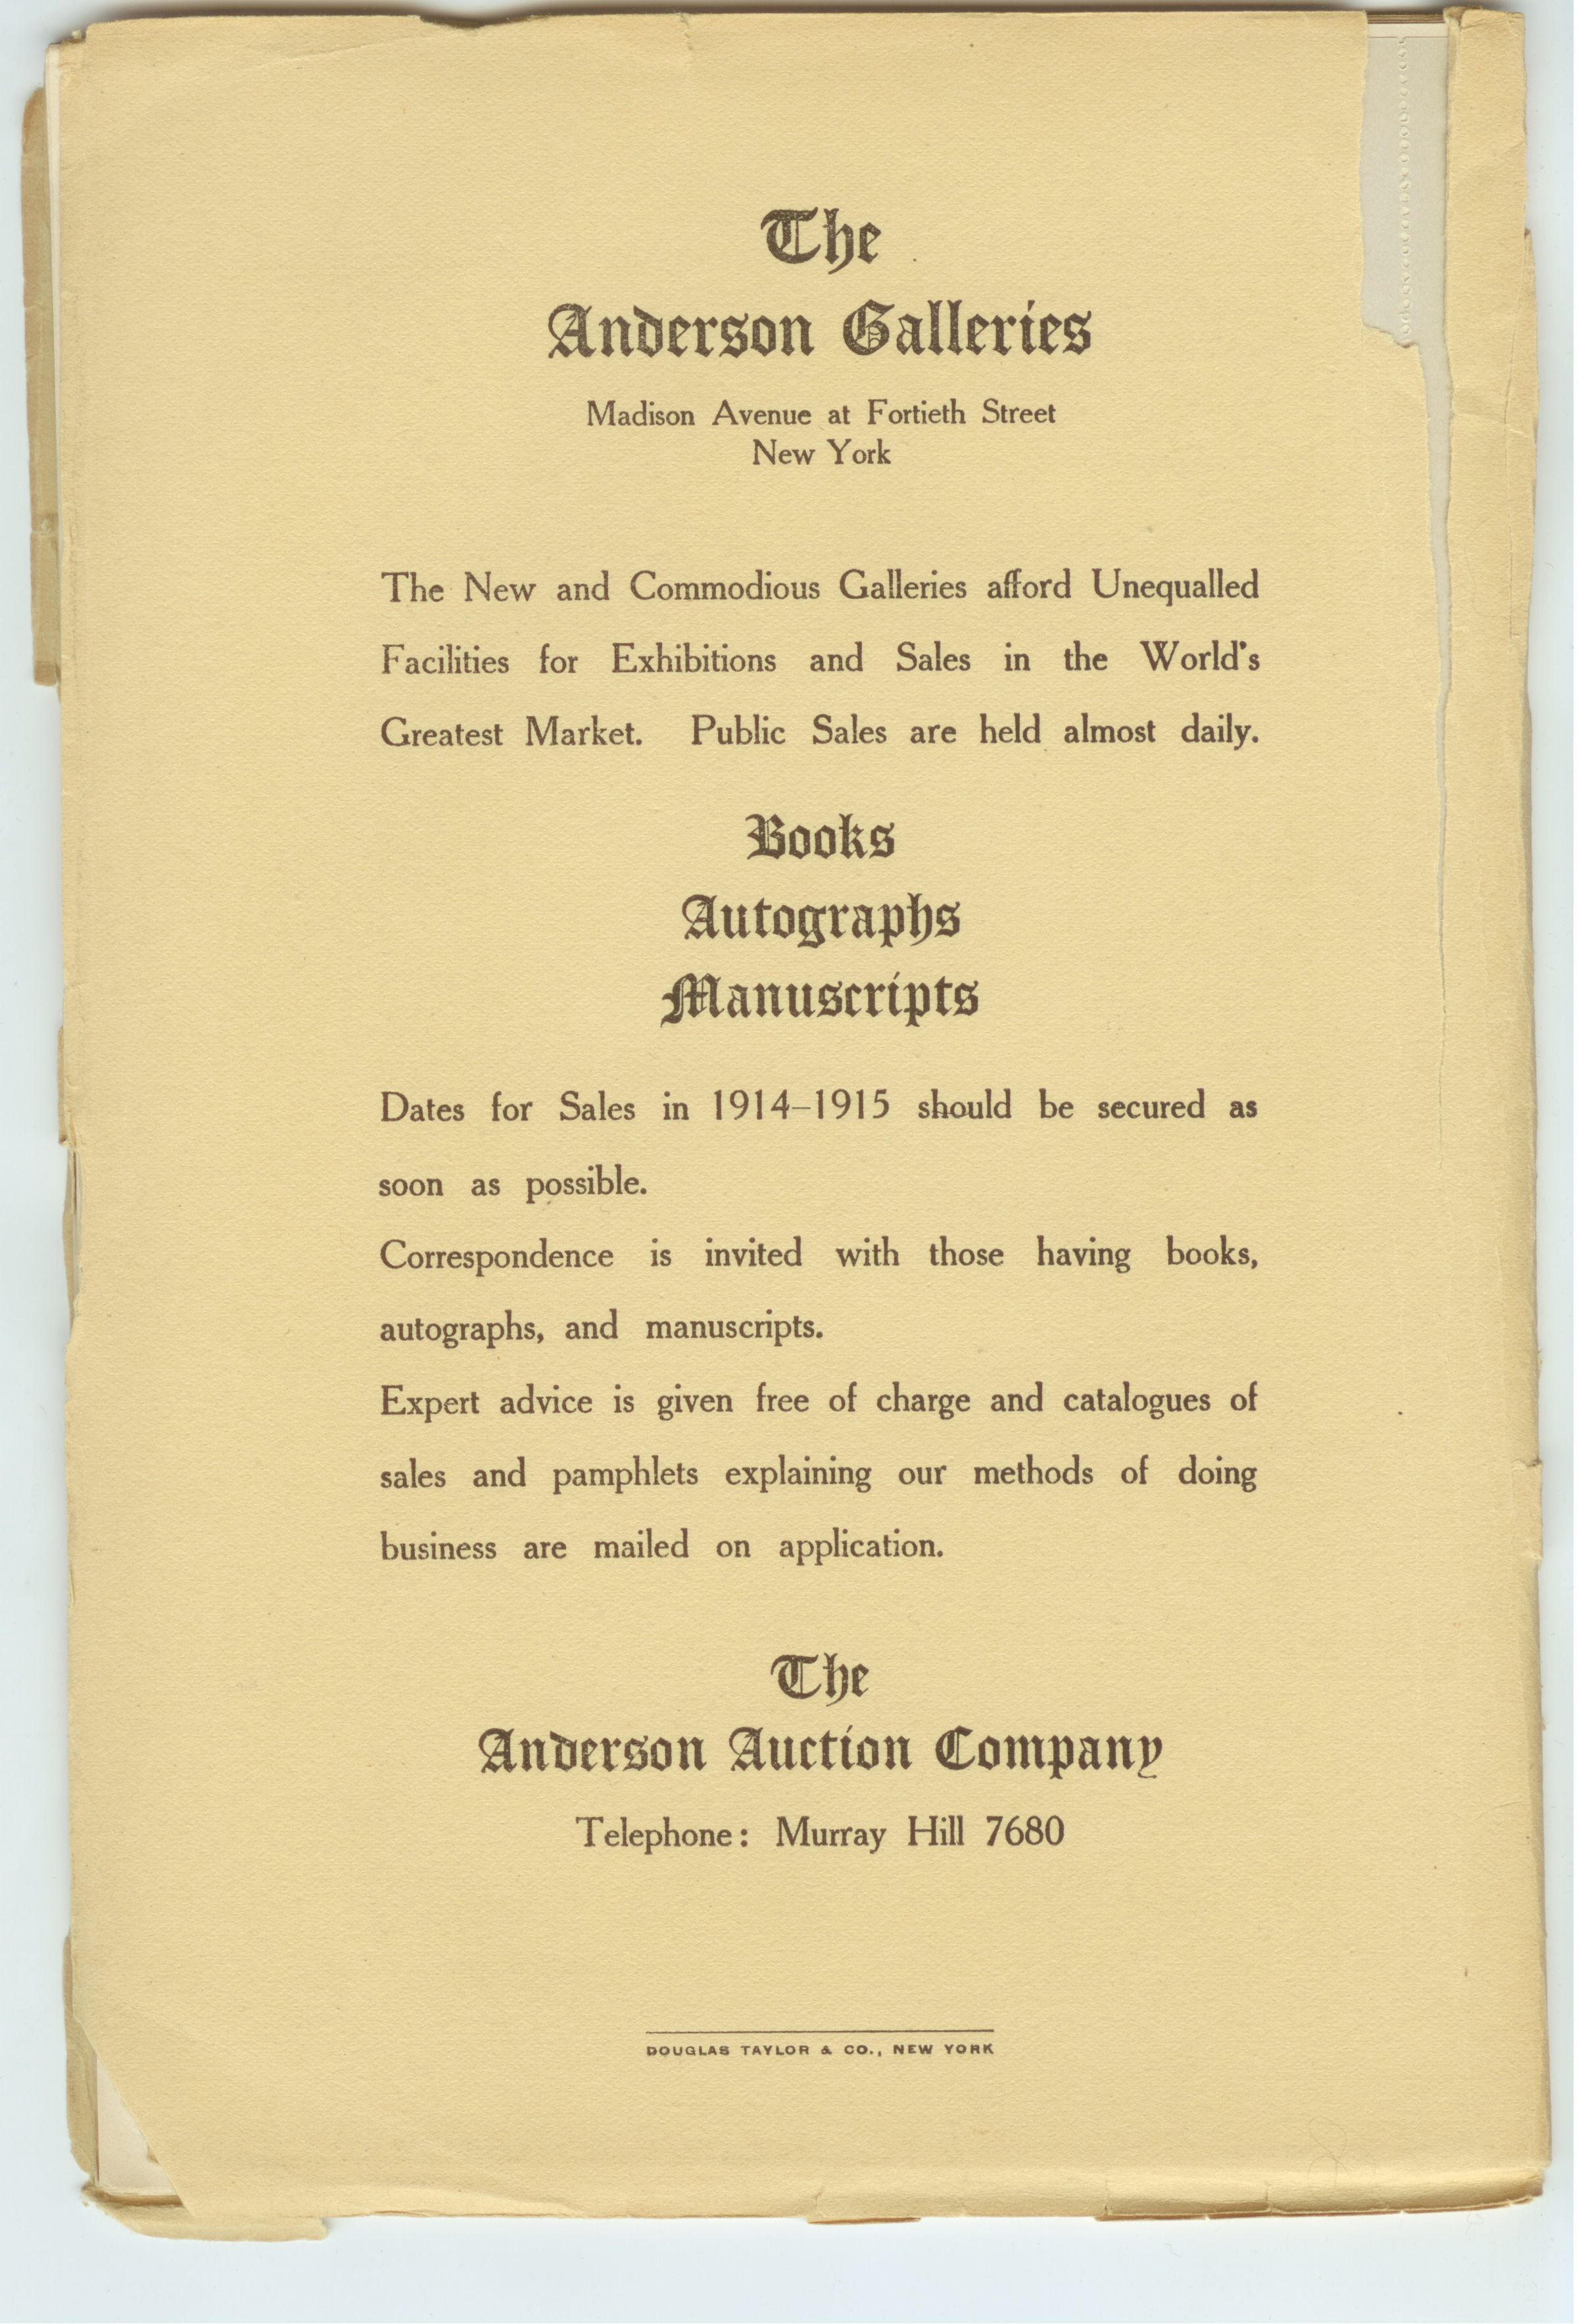 The
Anderson Galleries
Madison Avenue at Fortieth Street
New York
The New and Commodious Galleries afford Unequalled
Facilities for Exhibitions and Sales in the World's
Greatest Market. Public Sales are held almost daily.
Books
Autographs
Manuscripts
Dates for Sales in 1914–1915 should be secured as
soon as possible.
Correspondence is invited with those having books,
autographs, and manuscripts.
Expert advice is given free of charge and catalogues of
sales and pamphlets explaining our methods of doing
business are mailed on application.
The
Anderson Auction Company
Telephone: Murray Hill 7680
DOUGLAS TAYLOR & CO., NEW YORK